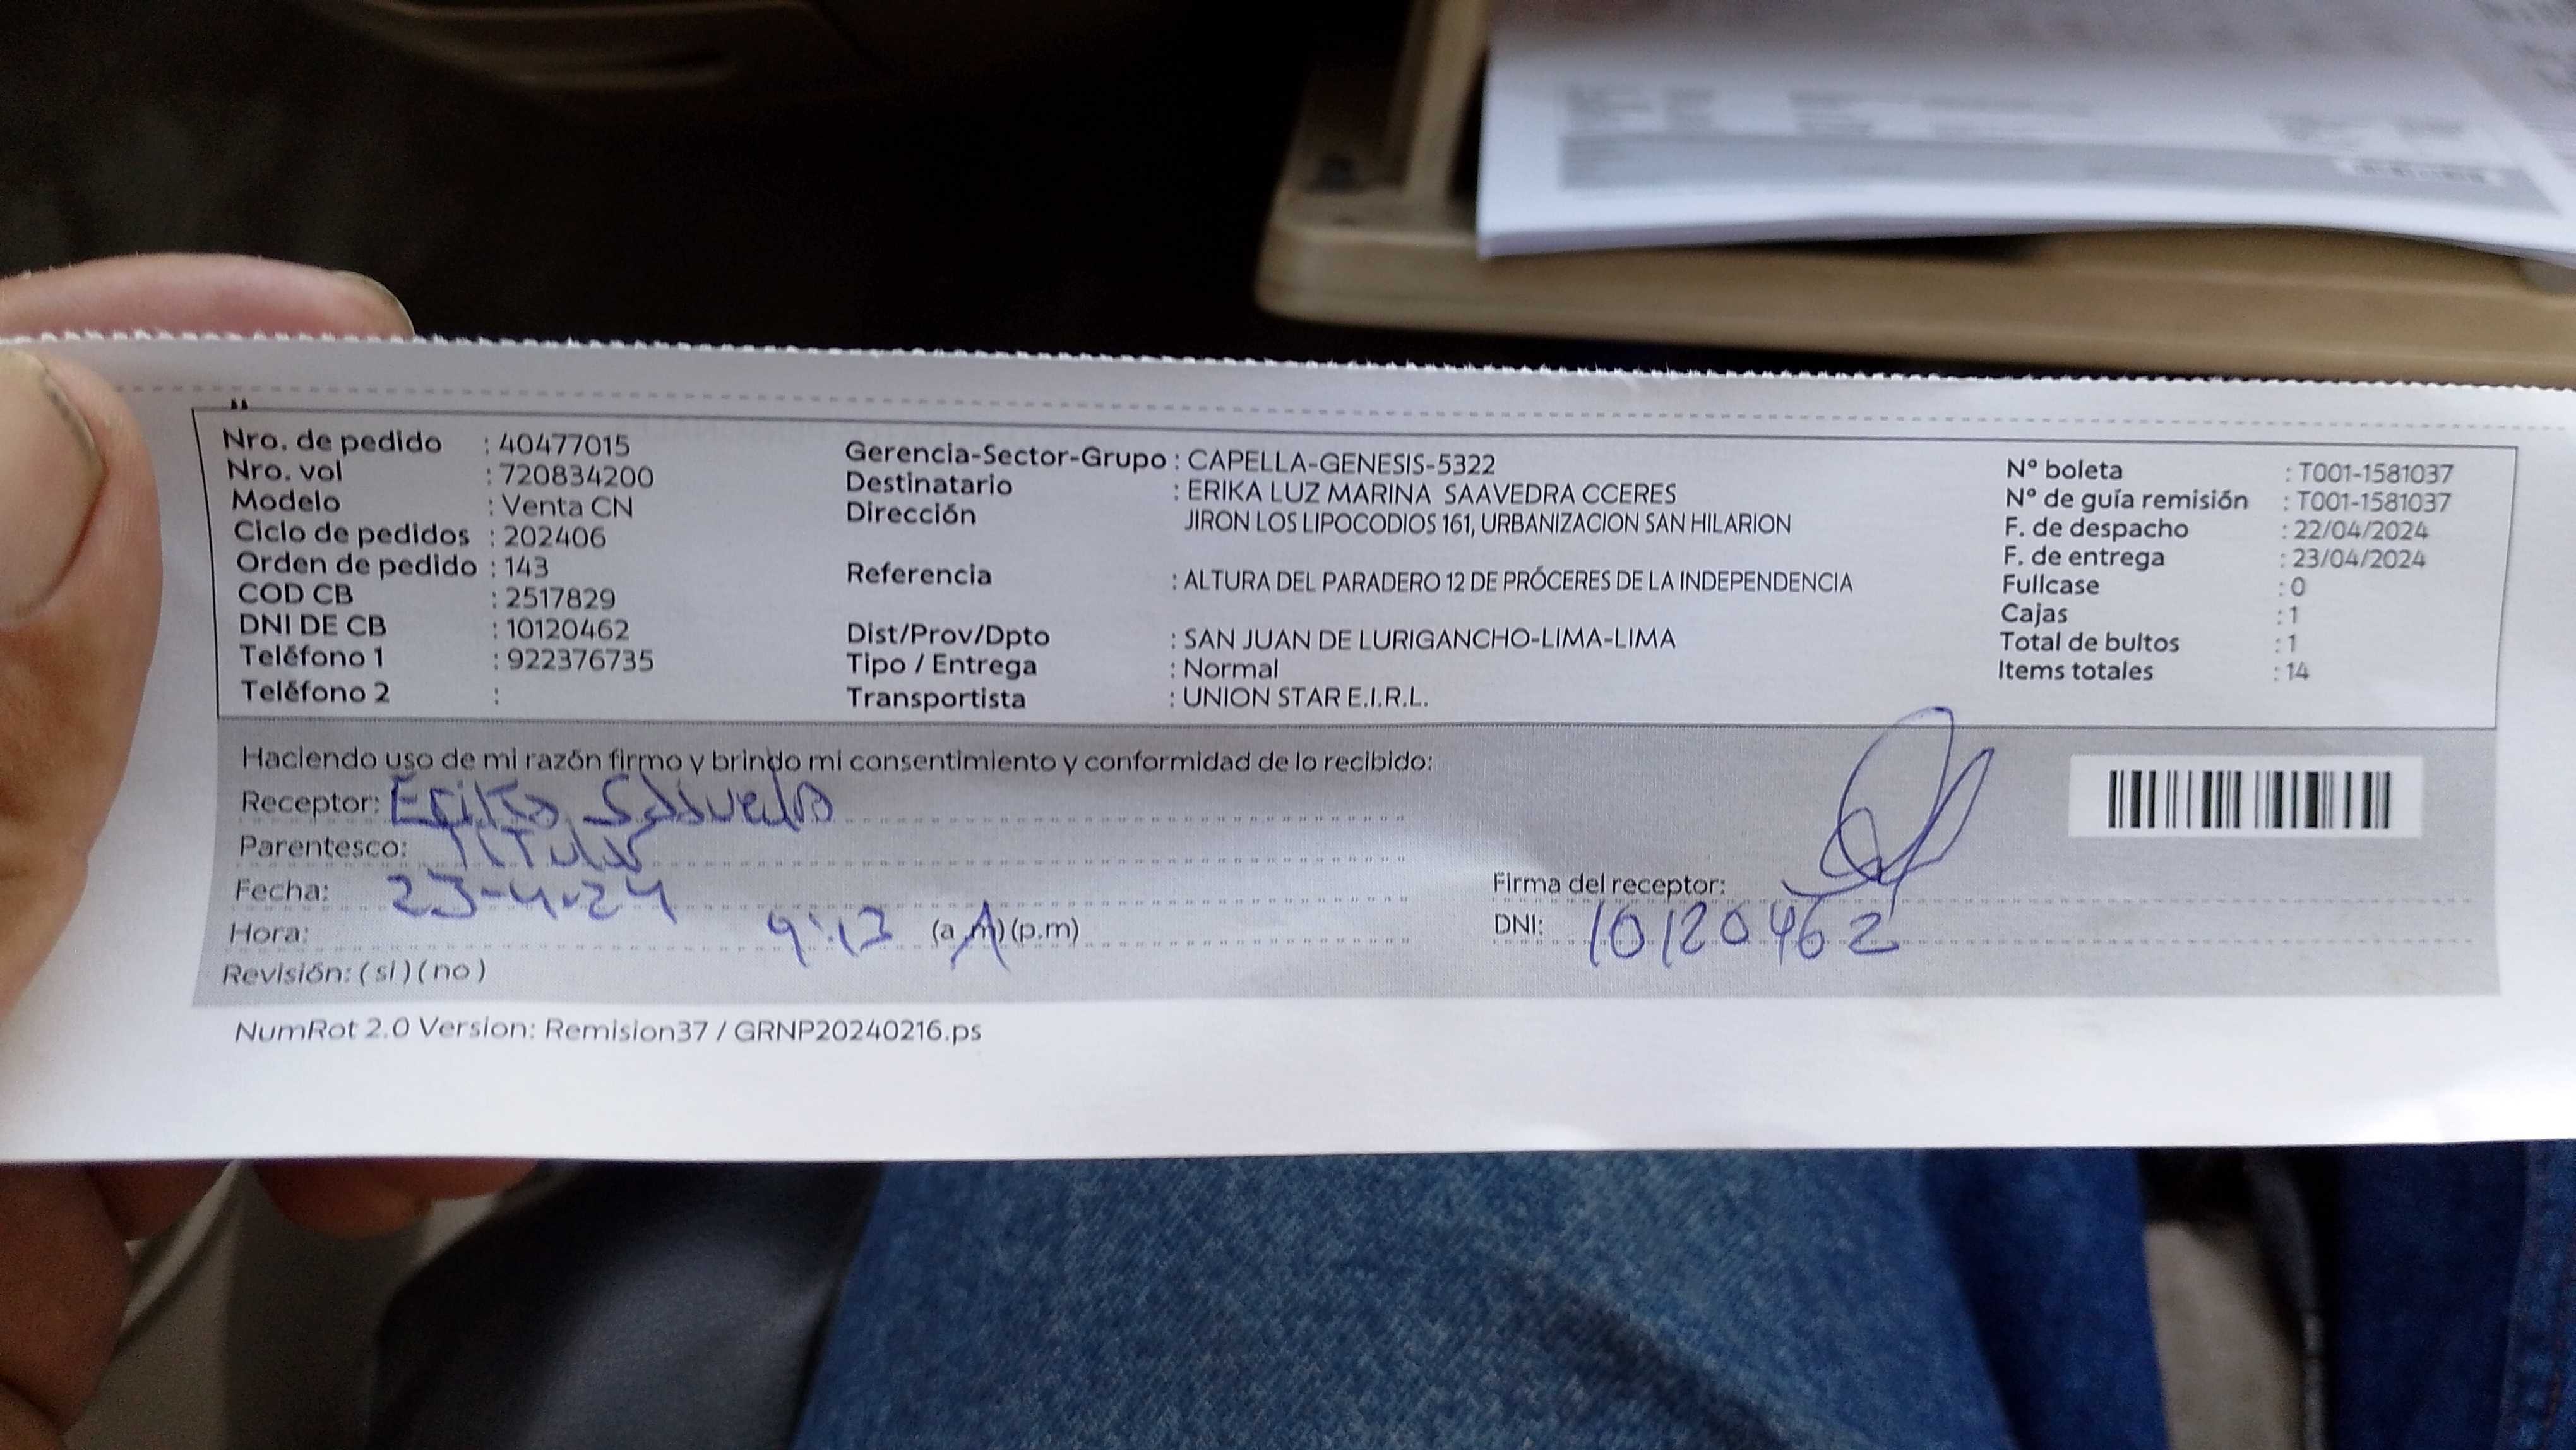 Nro. de pedido : 40477015
Nro. vol : 720834200
Modelo : Venta CN
Ciclo de pedidos : 202406
Orden de pedido : 143
COD CB : 2517829
DNI DE CB : 10120462
Teléfono 1 : 922376735
Teléfono 2 :
Gerencia-Sector-Grupo : CAPELLA-GENESIS-5322
Destinatario : ERIKA LUZ MARINA SAAVEDRA CCERES
Dirección JIRON LOS LIPOCODIOS 161, URBANIZACION SAN HILARION
Referencia : ALTURA DEL PARADERO 12 DE PRÓCERES DE LA INDEPENDENCIA
Dist/Prov/Dpto : SAN JUAN DE LURIGANCHO-LIMA-LIMA
Tipo / Entrega : Normal
Transportista : UNION STAR E.I.R.L.
N° boleta : T001-1581037
N° de guía remisión : T001-1581037
F. de despacho : 22/04/2024
F. de entrega : 23/04/2024
Fullcase : 0
Cajas : 1
Total de bultos : 1
Items totales : 14
Haciendo uso de mi razón firmo y brindo mi consentimiento y conformidad de lo recibido:
Receptor: Erika Saavedra
Parentesco: Titular
Fecha: 23-4-24
Hora: 9:13 (a.m)(p.m)
Revisión: ( si ) ( no )
Firma del receptor:
DNI: 10120462
NumRot 2.0 Version: Remision37 / GRNP20240216.ps